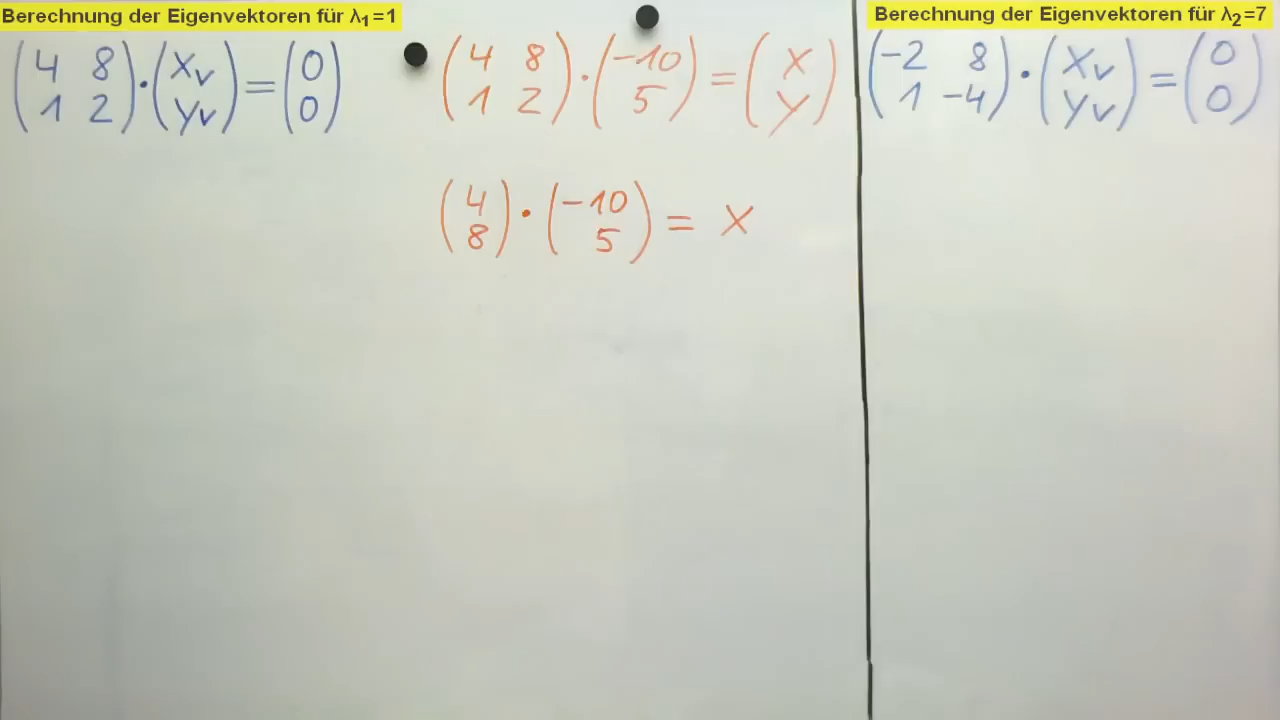 Berechnung der Eigenvektoren für λ₁=1
(4 8) · (xᵥ) = (0)
(1 2) (yᵥ) (0)
(4 8) · (-10) = (x)
(1 2) (5) (y)
(4) · (-10) = x
(8) (5)
Berechnung der Eigenvektoren für λ₂=7
(-2 8) · (xᵥ) = (0)
(1 -4) (yᵥ) (0)